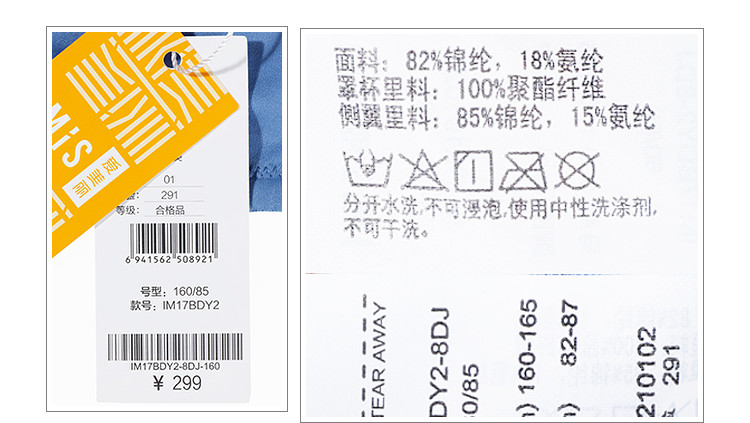 MiS
爱美丽
01
291
等级: 合格品
6 941562 508921
号型: 160/85
款号: IM17BDY2
IM17BDY2-8DJ-160
¥ 299
面料: 82%锦纶, 18%氨纶
罩杯里料: 100%聚酯纤维
侧翼里料: 85%锦纶, 15%氨纶
分开水洗,不可浸泡,使用中性洗涤剂,
不可干洗。
TEAR AWAY
DY2-8DJ
0/85
) 160-165
) 82-87
210102
291